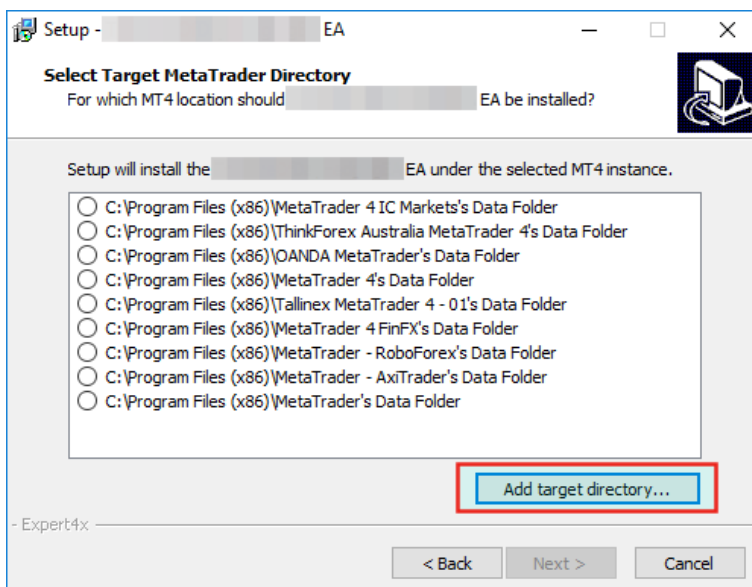 Setup - EA
Select Target MetaTrader Directory
For which MT4 location should EA be installed?
Setup will install the EA under the selected MT4 instance.
C:\Program Files (x86)\MetaTrader 4 IC Markets's Data Folder
C:\Program Files (x86)\ThinkForex Australia MetaTrader 4's Data Folder
C:\Program Files (x86)\OANDA MetaTrader's Data Folder
C:\Program Files (x86)\MetaTrader 4's Data Folder
C:\Program Files (x86)\Tallinex MetaTrader 4 - 01's Data Folder
C:\Program Files (x86)\MetaTrader 4 FinFX's Data Folder
C:\Program Files (x86)\MetaTrader - RoboForex's Data Folder
C:\Program Files (x86)\MetaTrader - AxiTrader's Data Folder
C:\Program Files (x86)\MetaTrader's Data Folder
Add target directory...
- Expert4x
< Back Next > Cancel